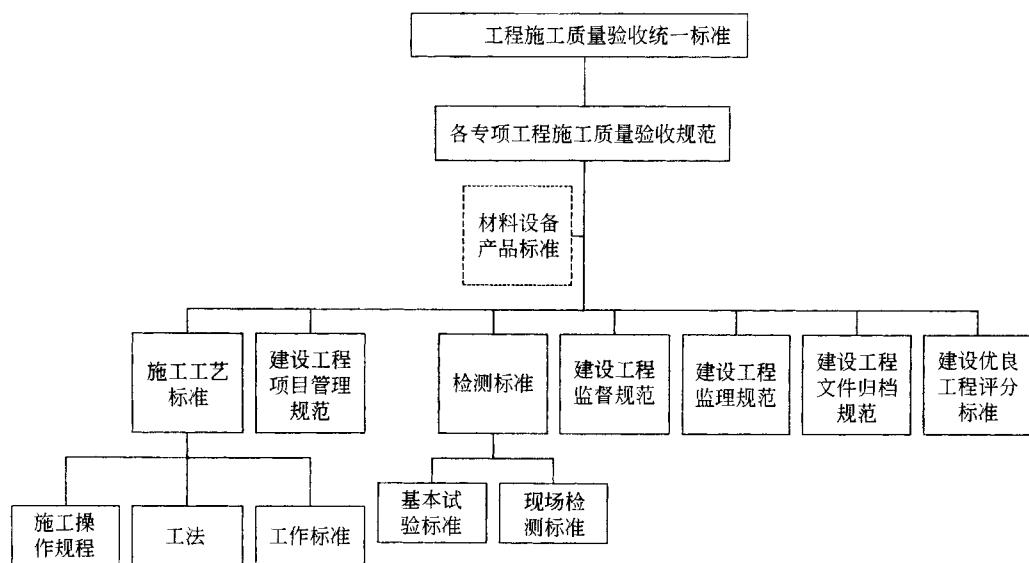 工程施工质量验收统一标准
各专项工程施工质量验收规范
材料设备
产品标准
施工工艺
标准
建设工程
项目管理
规范
检测标准
建设工程
监督规范
建设工程
监理规范
建设工程
文件归档
规范
建设优良
工程评分
标准
施工操
作规程
工法
工作标准
基本试
验标准
现场检
测标准